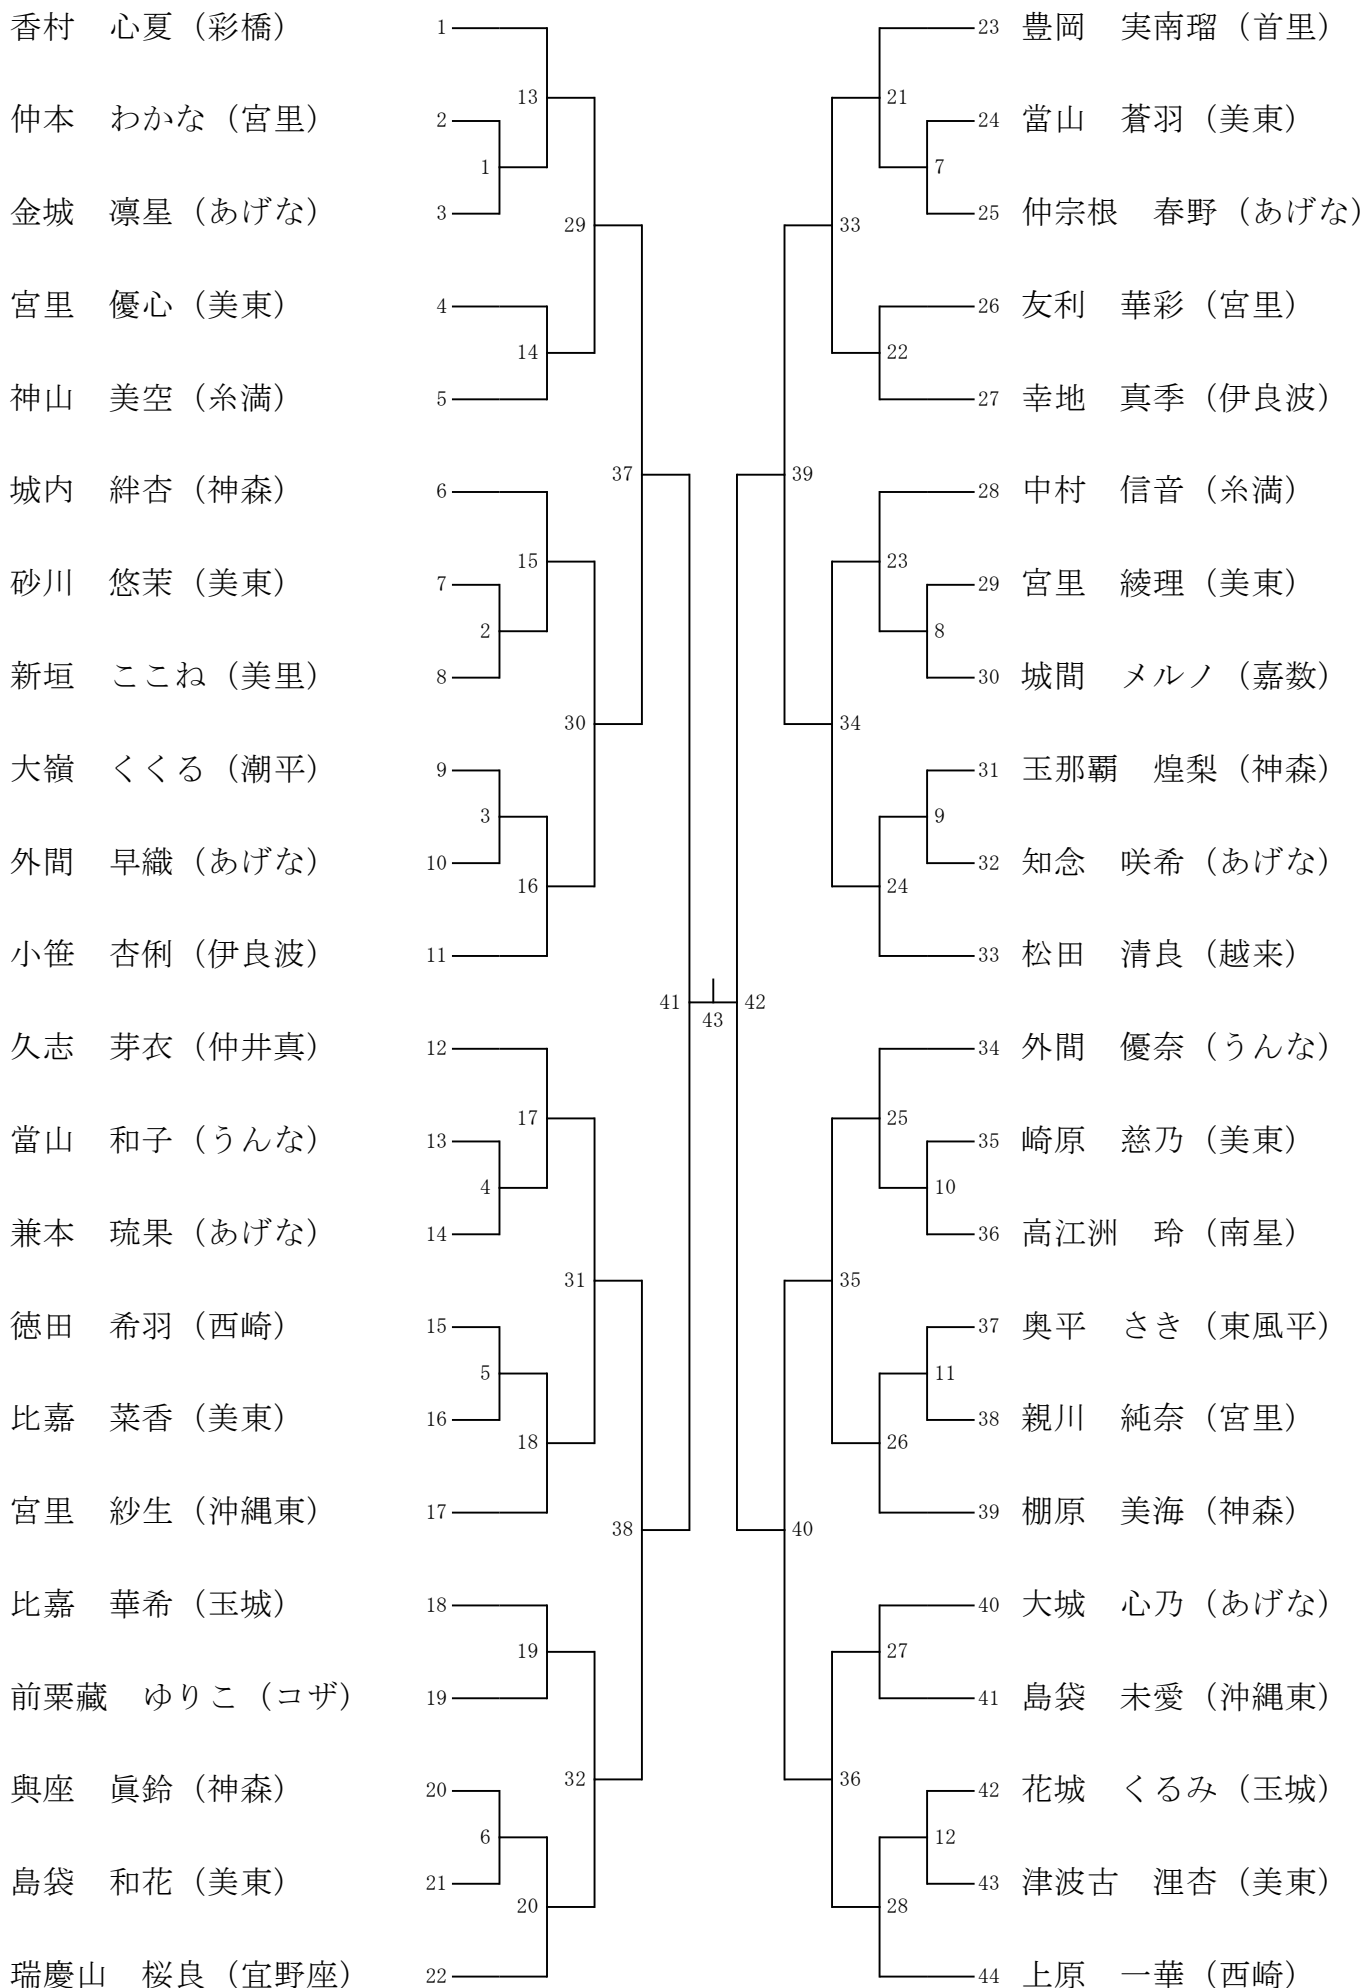 香村　心夏（彩橋） 1
仲本　わかな（宮里） 2
金城　凛星（あげな） 3
宮里　優心（美東） 4
神山　美空（糸満） 5
城内　絆杏（神森） 6
砂川　悠茉（美東） 7
新垣　ここね（美里） 8
大嶺　くくる（潮平） 9
外間　早織（あげな） 10
小笹　杏俐（伊良波） 11
久志　芽衣（仲井真） 12
當山　和子（うんな） 13
兼本　琉果（あげな） 14
徳田　希羽（西崎） 15
比嘉　菜香（美東） 16
宮里　紗生（沖縄東） 17
比嘉　華希（玉城） 18
前粟藏　ゆりこ（コザ） 19
與座　眞鈴（神森） 20
島袋　和花（美東） 21
瑞慶山　桜良（宜野座） 22
1
2
3
4
5
6
13
14
15
16
17
18
19
20
29
30
31
32
37
38
41
43
42
39
40
33
34
35
36
21
22
23
24
25
26
27
28
7
8
9
10
11
12
23 豊岡　実南瑠（首里）
24 當山　蒼羽（美東）
25 仲宗根　春野（あげな）
26 友利　華彩（宮里）
27 幸地　真季（伊良波）
28 中村　信音（糸満）
29 宮里　綾理（美東）
30 城間　メルノ（嘉数）
31 玉那覇　煌梨（神森）
32 知念　咲希（あげな）
33 松田　清良（越来）
34 外間　優奈（うんな）
35 崎原　慈乃（美東）
36 高江洲　玲（南星）
37 奥平　さき（東風平）
38 親川　純奈（宮里）
39 棚原　美海（神森）
40 大城　心乃（あげな）
41 島袋　未愛（沖縄東）
42 花城　くるみ（玉城）
43 津波古　浬杏（美東）
44 上原　一華（西崎）